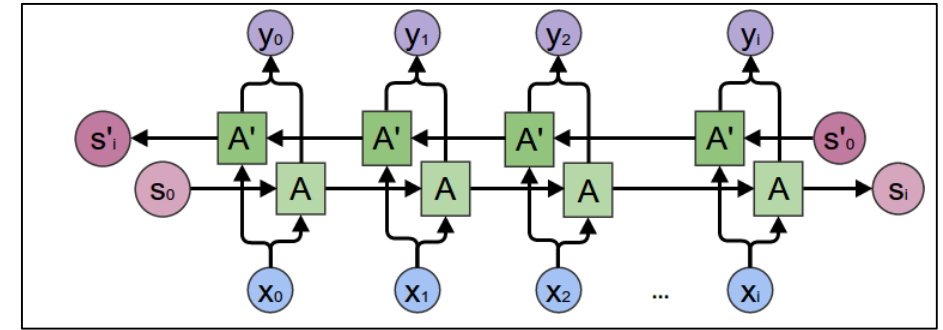 y₀ y₁ y₂ yᵢ
s'ᵢ A' A' A' A' s'₀
s₀ A A A A sᵢ
x₀ x₁ x₂ ... xᵢ